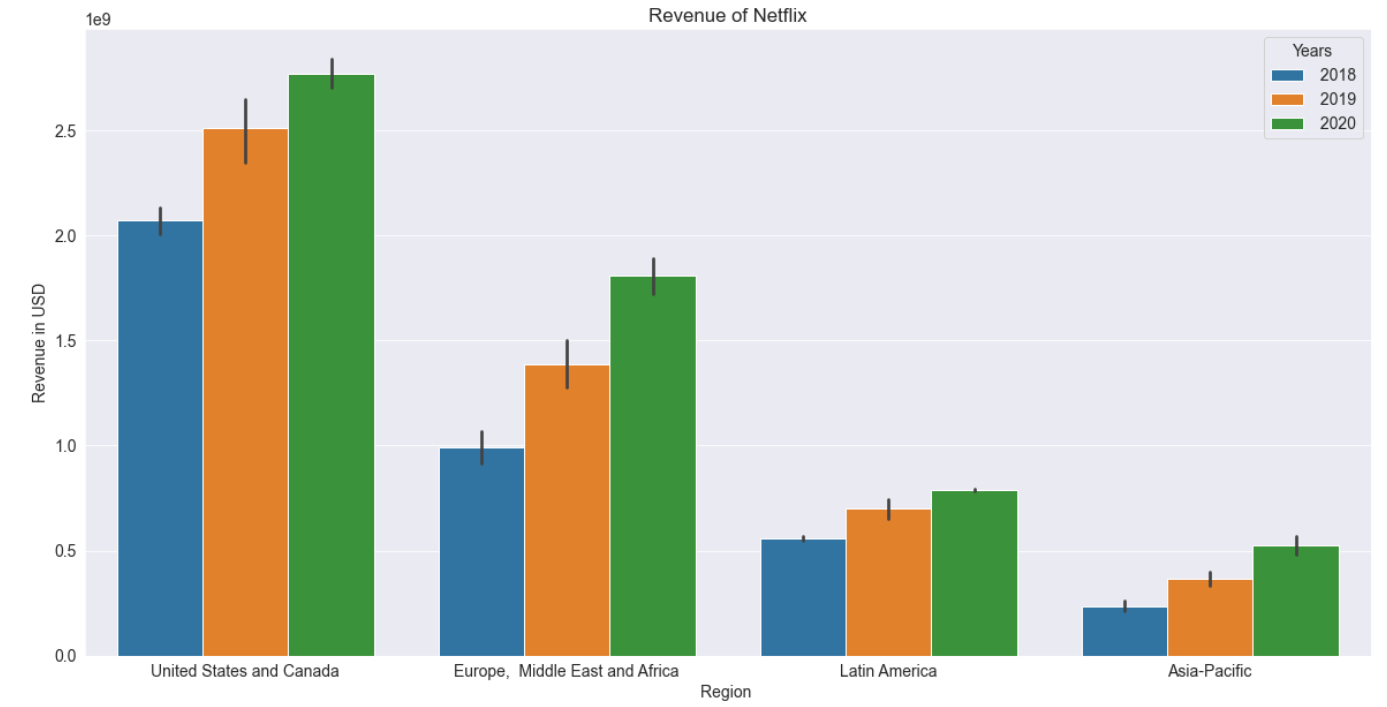 Revenue of Netflix
1e9
Years
2018
2019
2020
2.5
2.0
1.5
1.0
0.5
0.0
Revenue in USD
United States and Canada
Europe,  Middle East and Africa
Latin America
Asia-Pacific
Region